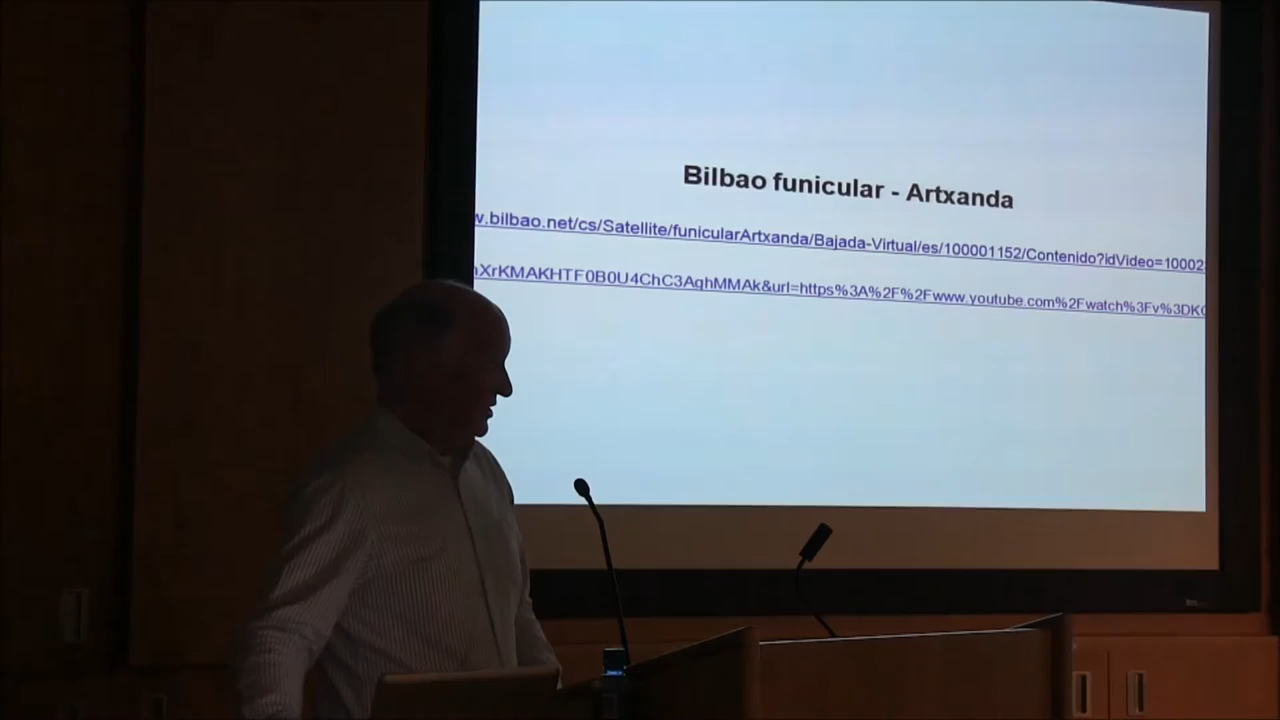 Bilbao funicular - Artxanda
w.bilbao.net/cs/Satellite/funicularArtxanda/Bajada-Virtual/es/100001152/Contenido?idVideo=10002
XrKMAKHTF0B0U4ChC3AqhMMAk&url=https%3A%2F%2Fwww.youtube.com%2Fwatch%3Fv%3DK